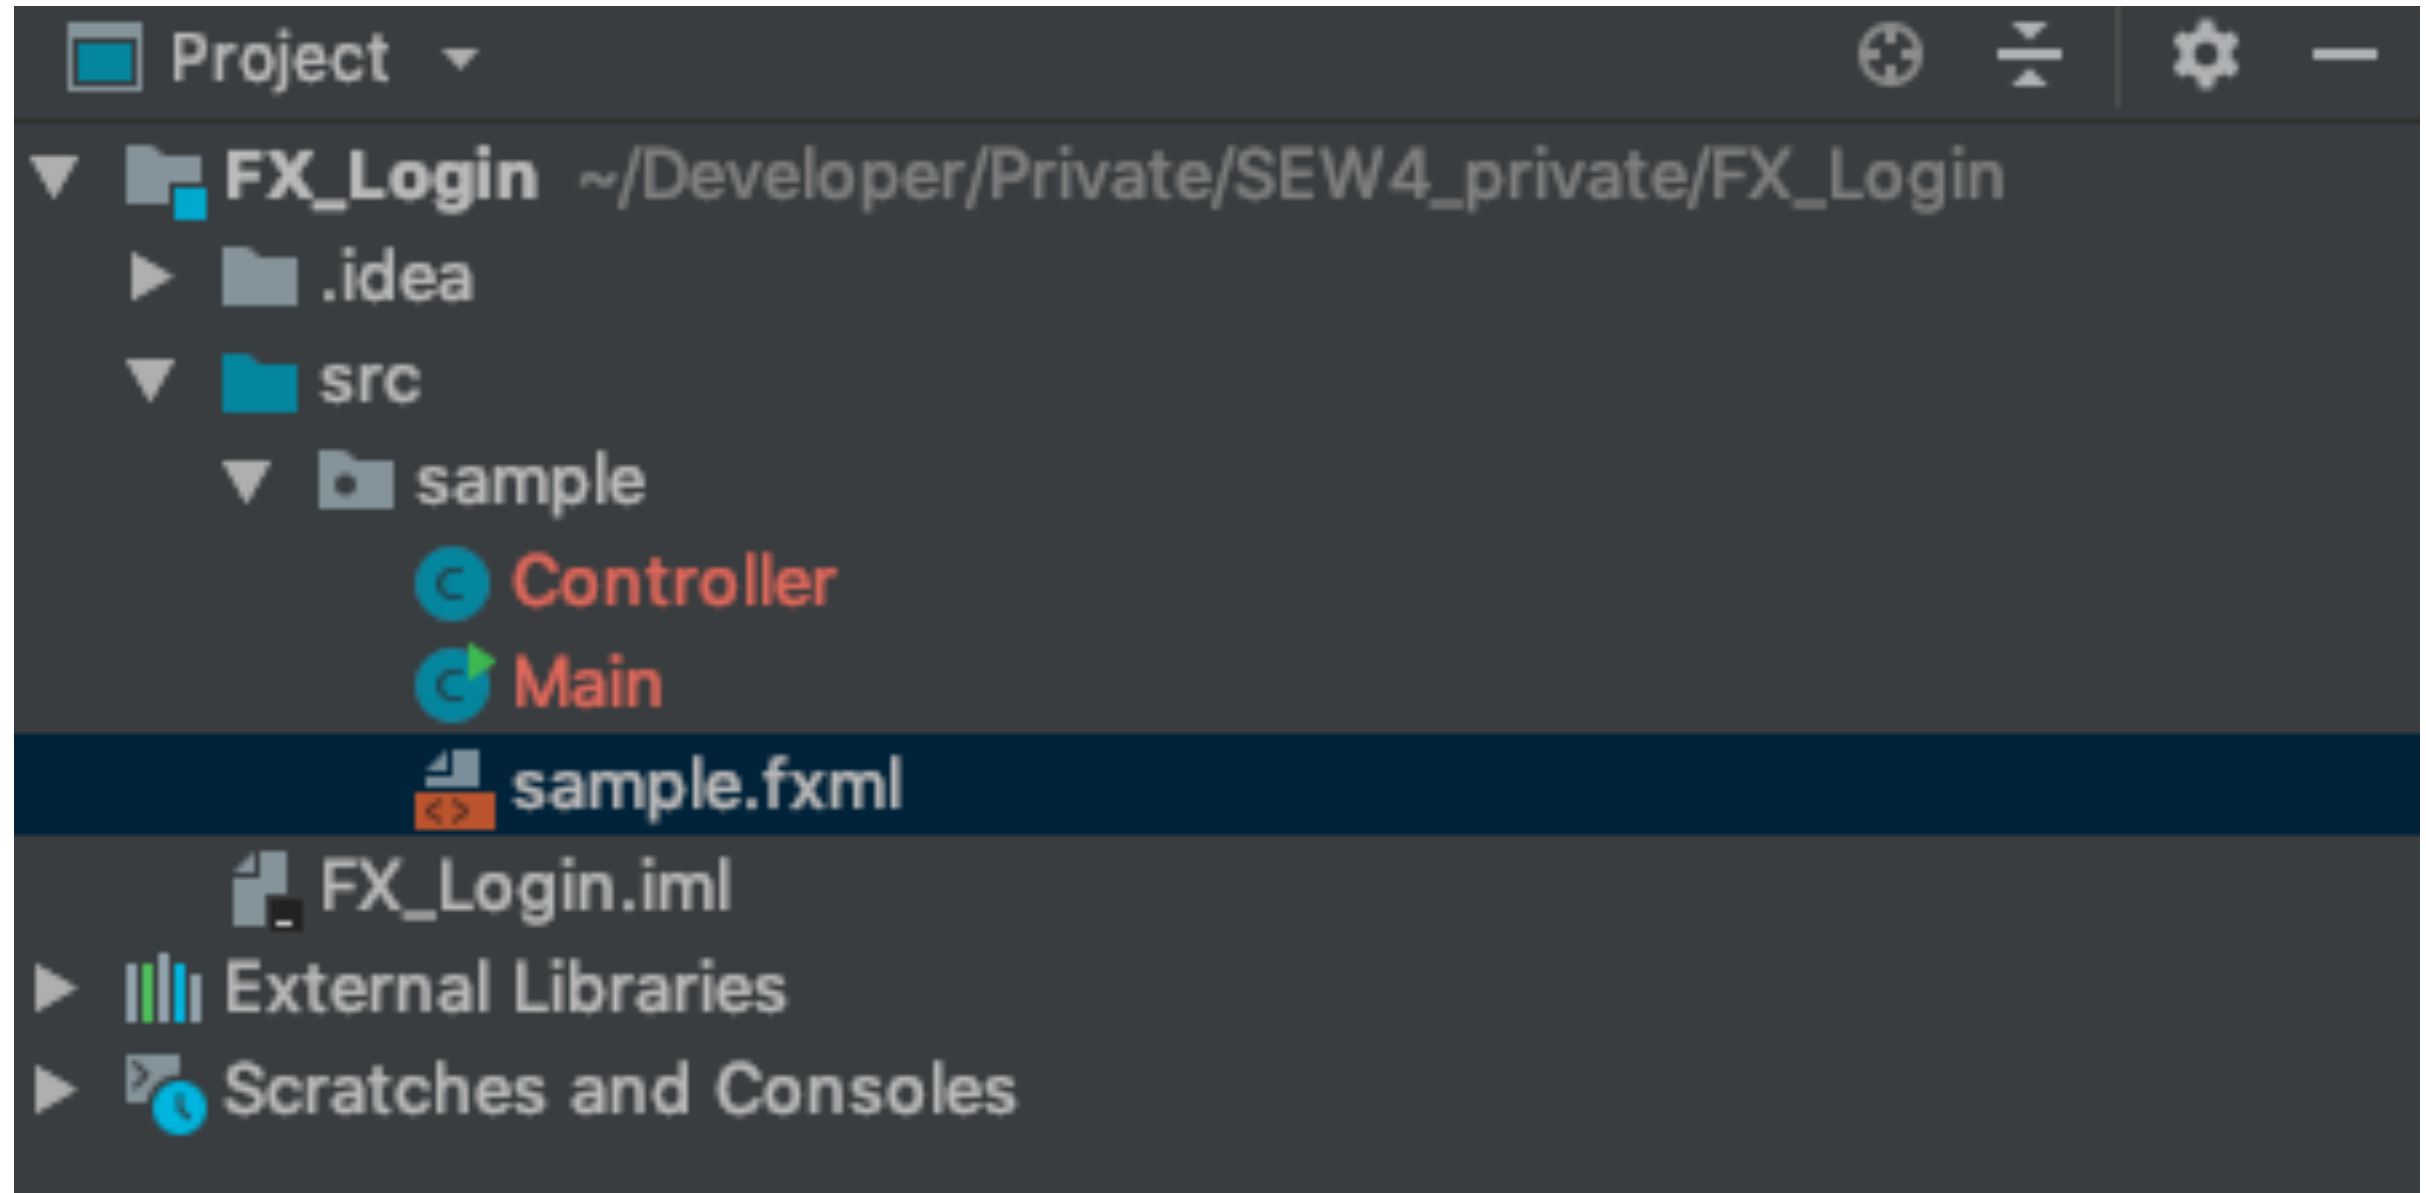 Project
FX_Login ~/Developer/Private/SEW4_private/FX_Login
.idea
src
sample
C Controller
C Main
<> sample.fxml
FX_Login.iml
External Libraries
Scratches and Consoles